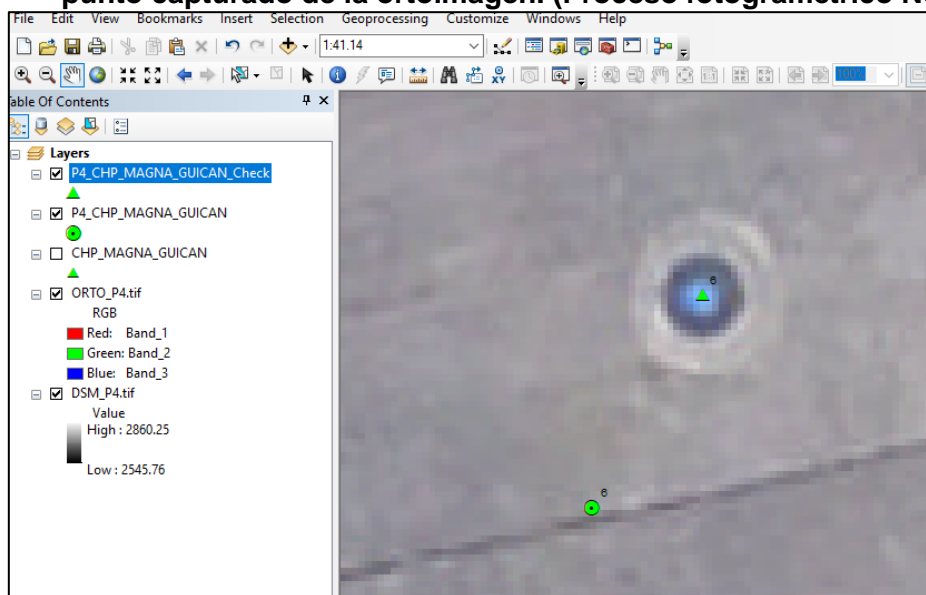 punto capturado de la ortoimagen. (Proceso fotogramétrico N
File Edit View Bookmarks Insert Selection Geoprocessing Customize Windows Help
1:41.14
100%
Table Of Contents
Layers
P4_CHP_MAGNA_GUICAN_Check
P4_CHP_MAGNA_GUICAN
CHP_MAGNA_GUICAN
ORTO_P4.tif
RGB
Red: Band_1
Green: Band_2
Blue: Band_3
DSM_P4.tif
Value
High : 2860.25
Low : 2545.76
6
6